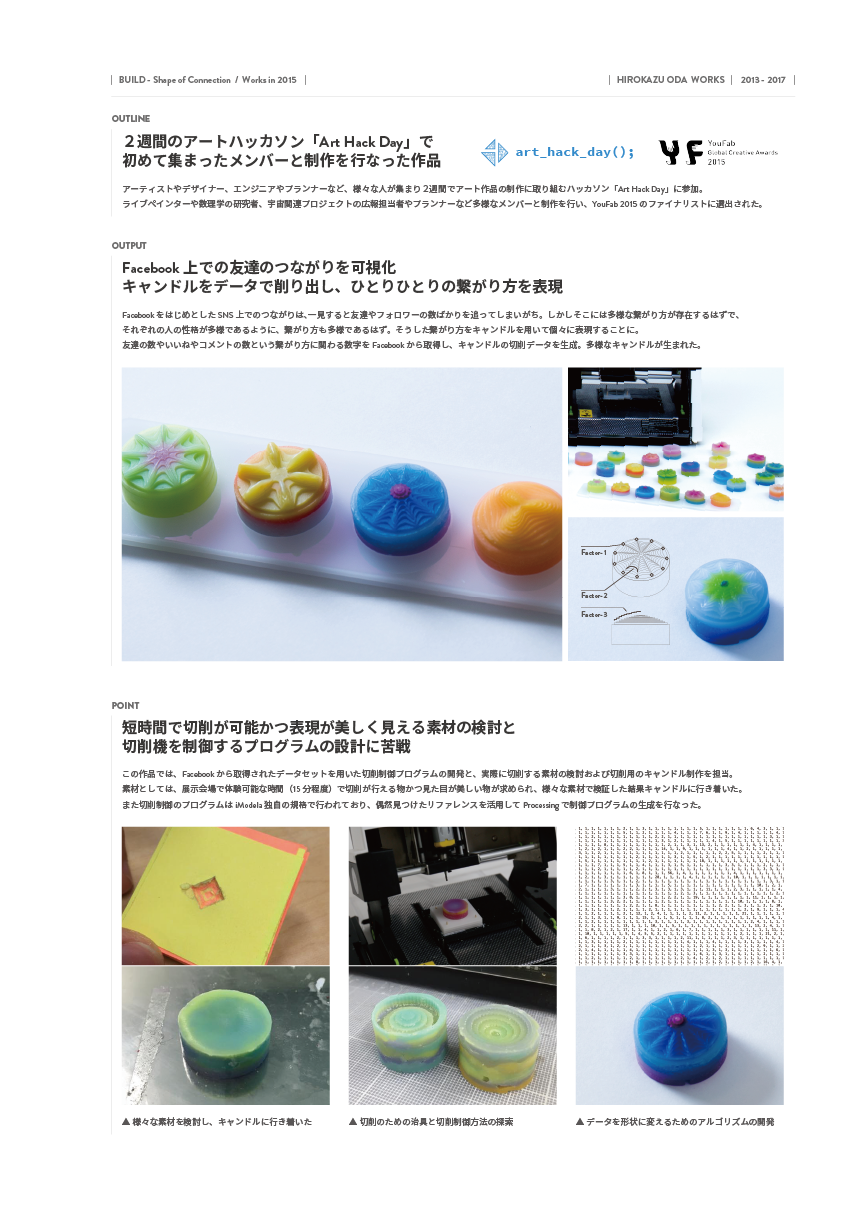 BUILD - Shape of Connection / Works in 2015
HIROKAZU ODA WORKS | 2013 - 2017
OUTLINE
２週間のアートハッカソン「Art Hack Day」で
初めて集まったメンバーと制作を行なった作品
art_hack_day();
YF
YouFab
Global Creative Awards
2015
アーティストやデザイナー、エンジニアやプランナーなど、様々な人が集まり２週間でアート作品の制作に取り組むハッカソン「Art Hack Day」に参加。
ライブペインターや数理学の研究者、宇宙関連プロジェクトの広報担当者やプランナーなど多様なメンバーと制作を行い、YouFab 2015 のファイナリストに選出された。
OUTPUT
Facebook 上での友達のつながりを可視化
キャンドルをデータで削り出し、ひとりひとりの繋がり方を表現
Facebook をはじめとした SNS 上でのつながりは、一見すると友達やフォロワーの数ばかりを追ってしまいがち。しかしそこには多様な繋がり方が存在するはずで、
それぞれの人の性格が多様であるように、繋がり方も多様であるはず。そうした繋がり方をキャンドルを用いて個々に表現することに。
友達の数やいいねやコメントの数という繋がり方に関わる数字を Facebook から取得し、キャンドルの切削データを生成。多様なキャンドルが生まれた。
Factor-1
Factor-2
Factor-3
POINT
短時間で切削が可能かつ表現が美しく見える素材の検討と
切削機を制御するプログラムの設計に苦戦
この作品では、Facebook から取得されたデータセットを用いた切削制御プログラムの開発と、実際に切削する素材の検討および切削用のキャンドル制作を担当。
素材としては、展示会場で体験可能な時間（15 分程度）で切削が行える物かつ見た目が美しい物が求められ、様々な素材で検証した結果キャンドルに行き着いた。
また切削制御のプログラムは iModela 独自の規格で行われており、偶然見つけたリファレンスを活用して Processing で制御プログラムの生成を行なった。
▲ 様々な素材を検討し、キャンドルに行き着いた
▲ 切削のための治具と切削制御方法の探索
▲ データを形状に変えるためのアルゴリズムの開発